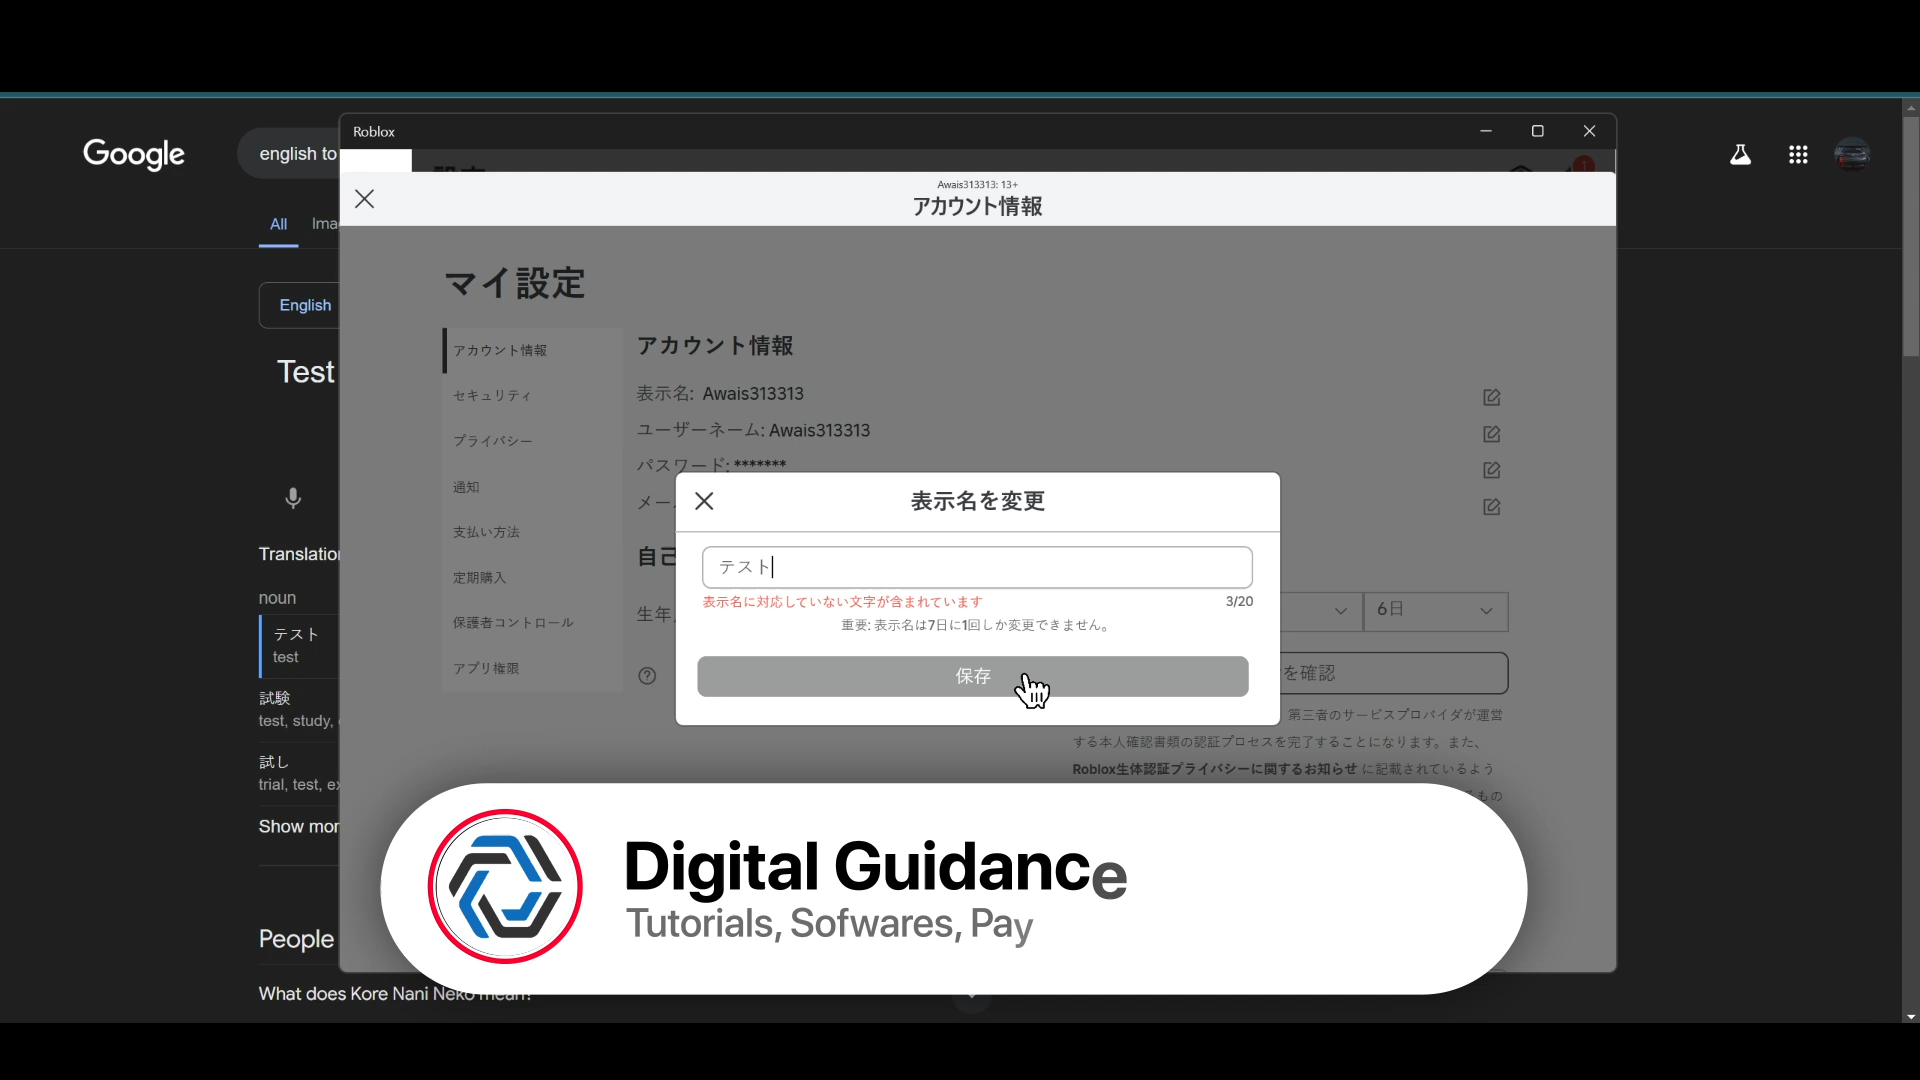 Google
english to
All
Ima
English
Test
Translation
noun
テスト
test
試験
test, study,
試し
trial, test, ex
Show mor
People
What does Kore Nani Neko mean?
Roblox
設定
1
Awais313313: 13+
アカウント情報
マイ設定
アカウント情報
セキュリティ
プライバシー
通知
支払い方法
定期購入
保護者コントロール
アプリ権限
アカウント情報
表示名: Awais313313
ユーザーネーム: Awais313313
パスワード: *******
メー
自己
生年
6日
を確認
第三者のサービスプロバイダが運営
する本人確認書類の認証プロセスを完了することになります。また、
Roblox生体認証プライバシーに関するお知らせ に記載されているよう
もの
表示名を変更
テスト
表示名に対応していない文字が含まれています
3/20
重要: 表示名は7日に1回しか変更できません。
保存
Digital Guidance
Tutorials, Sofwares, Pay